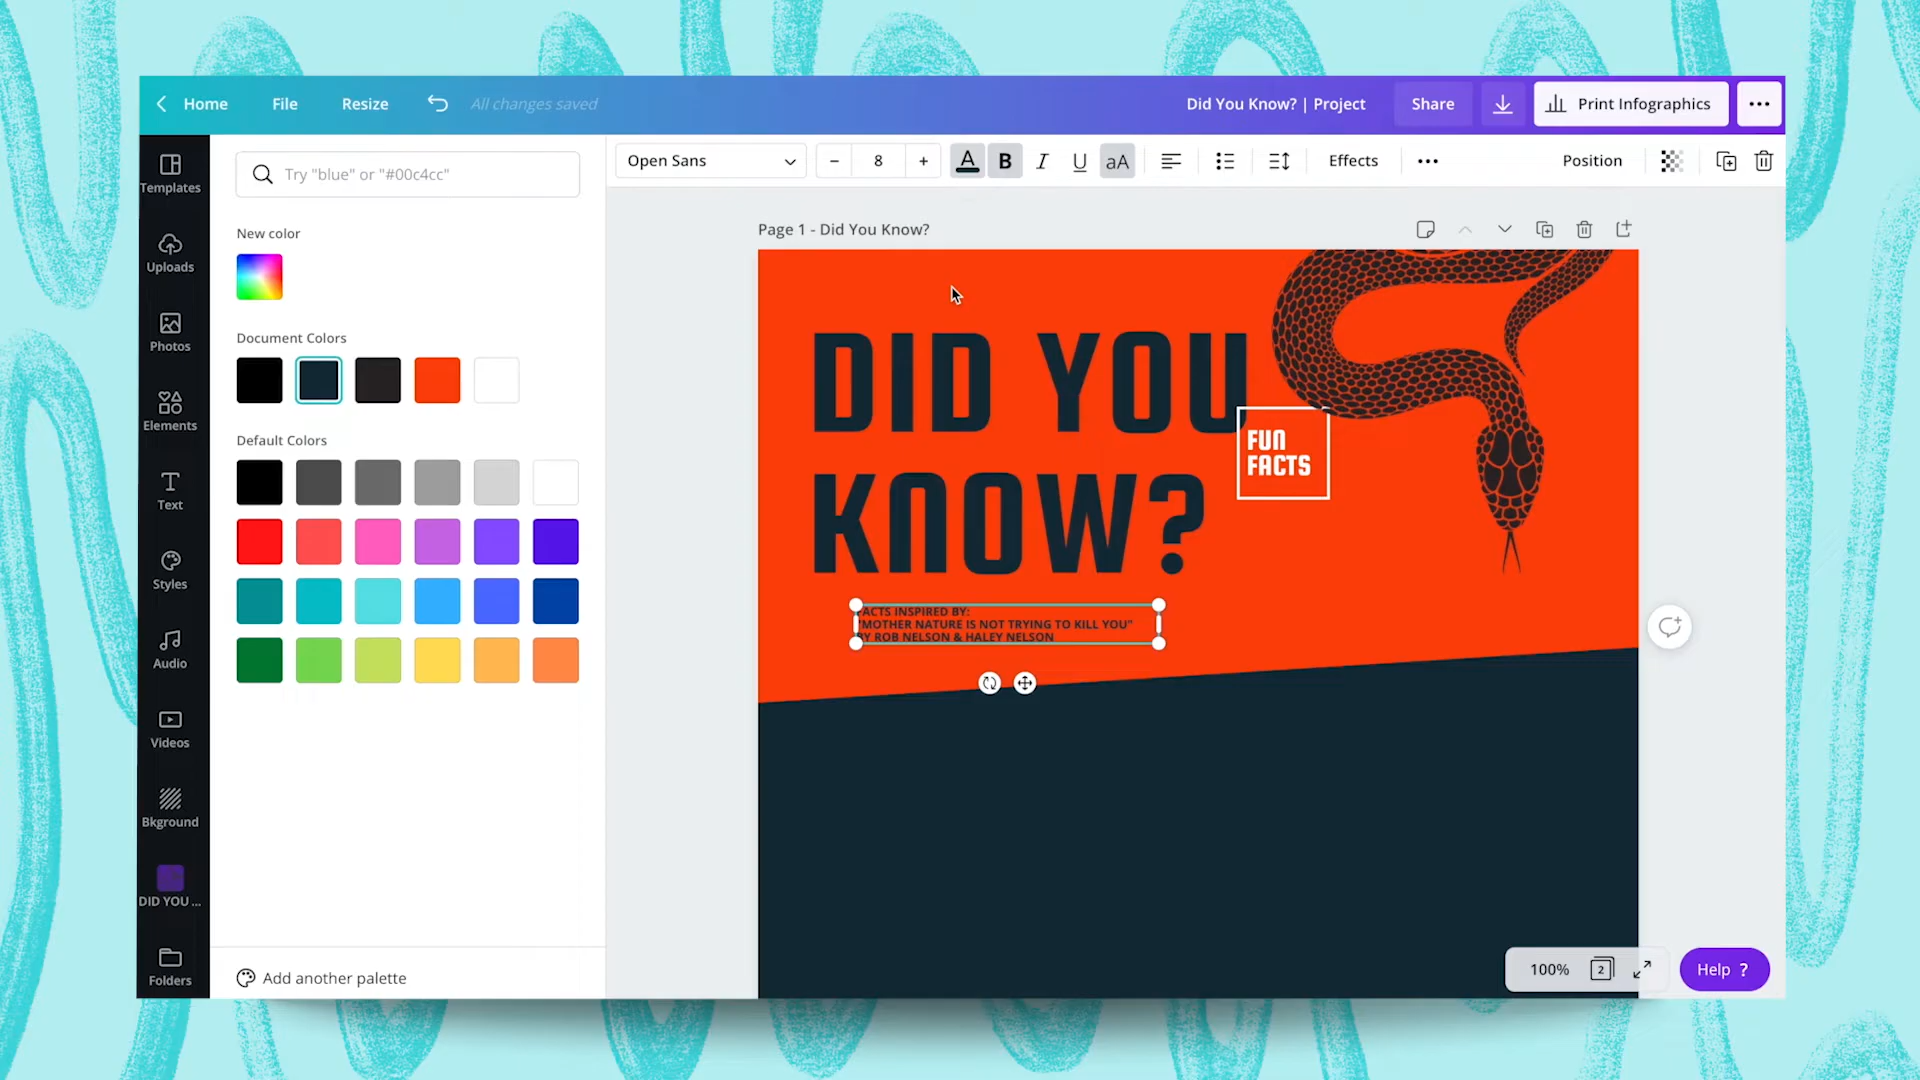 Home
File
Resize
All changes saved
Did You Know? | Project
Share
Print Infographics
Templates
Uploads
Photos
Elements
Text
Styles
Audio
Videos
Bkground
DID YOU ...
Folders
Try "blue" or "#00c4cc"
New color
Document Colors
Default Colors
Add another palette
Open Sans
8
A
B
I
U
aA
Effects
Position
Page 1 - Did You Know?
DID YOU
KNOW?
FUN
FACTS
FACTS INSPIRED BY:
"MOTHER NATURE IS NOT TRYING TO KILL YOU"
BY ROB NELSON & HALEY NELSON
100%
2
Help ?